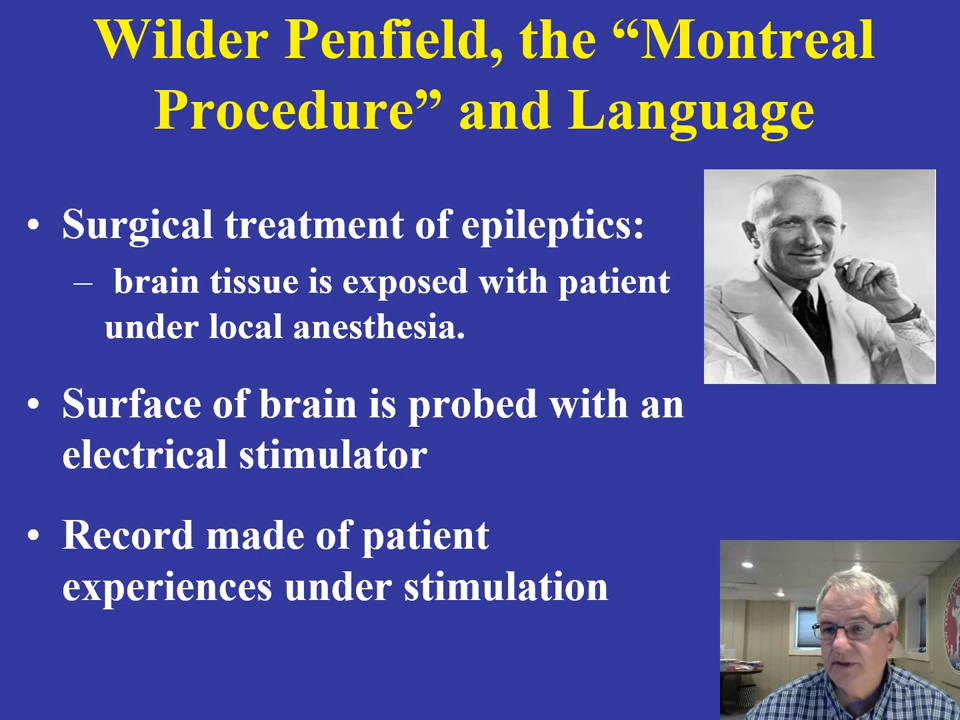 Wilder Penfield, the “Montreal
Procedure” and Language
• Surgical treatment of epileptics:
– brain tissue is exposed with patient
under local anesthesia.
• Surface of brain is probed with an
electrical stimulator
• Record made of patient
experiences under stimulation